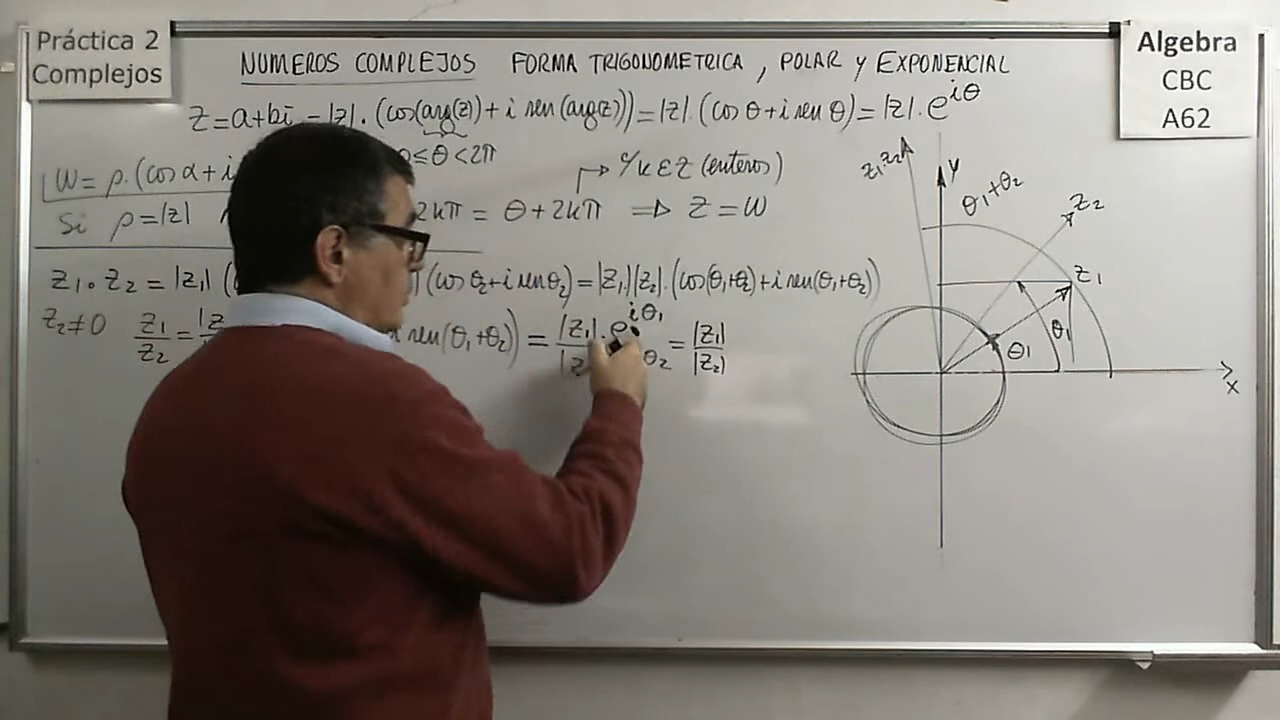 Práctica 2
Complejos
NUMEROS COMPLEJOS FORMA TRIGONOMETRICA, POLAR y EXPONENCIAL
Algebra
CBC
A62
Z = a+bi = |z|.(cos(arg(z))+i sen(arg(z))) = |z|.(cos θ+i sen θ) = |z|.e^{iθ}
0≤θ<2π
W = ρ.(cos α+i
c/k ∈ Z (enteros)
Si ρ=|z|
2kπ = θ+2kπ ⇒ Z = W
Z₁.Z₂ = |Z₁| (cos θ₂+i sen θ₂) = |Z₁||Z₂|.(cos(θ₁+θ₂)+i sen(θ₁+θ₂))
Z₂≠0 Z₁/Z₂ = i sen(θ₁+θ₂)) = |Z₁|.e^{iθ₁} θ₂ = |Z₁|/|Z₂|
Z₁.Z₂
y
θ₁+θ₂
Z₂
Z₁
θ₁
θ₁
x